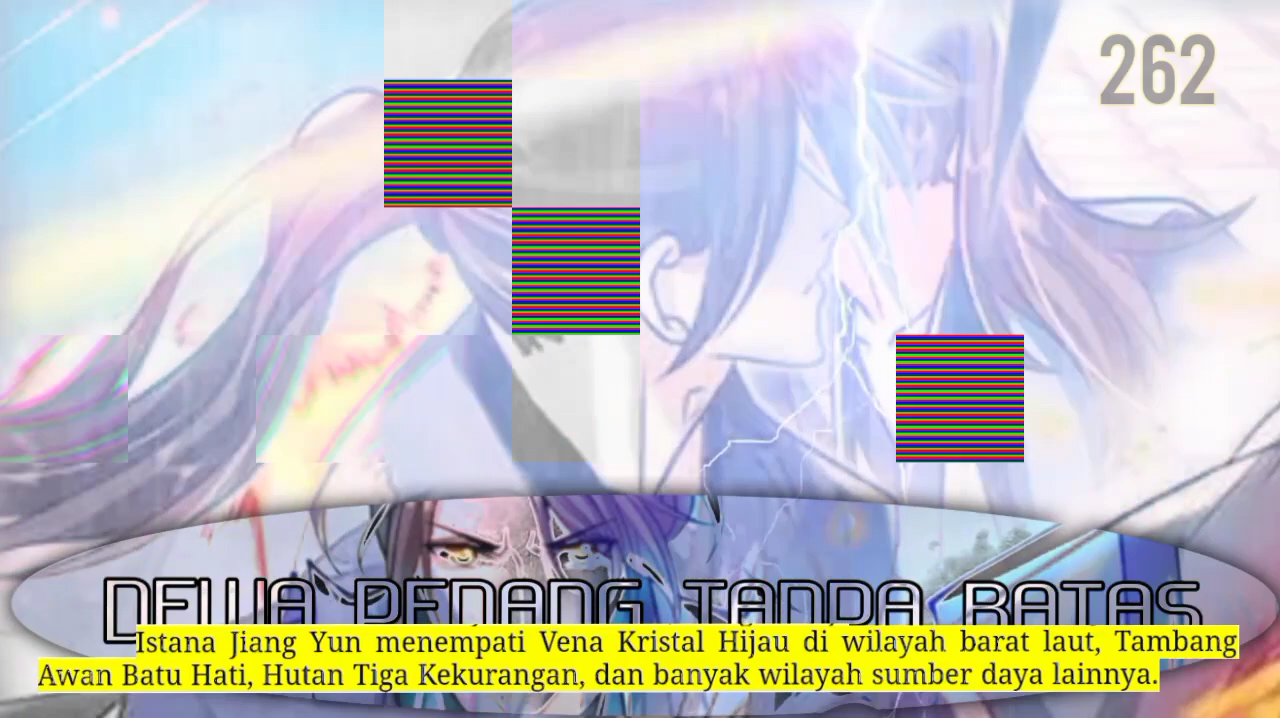 262
DEWA PEDANG TANPA BATAS
Istana Jiang Yun menempati Vena Kristal Hijau di wilayah barat laut, Tambang
Awan Batu Hati, Hutan Tiga Kekurangan, dan banyak wilayah sumber daya lainnya.